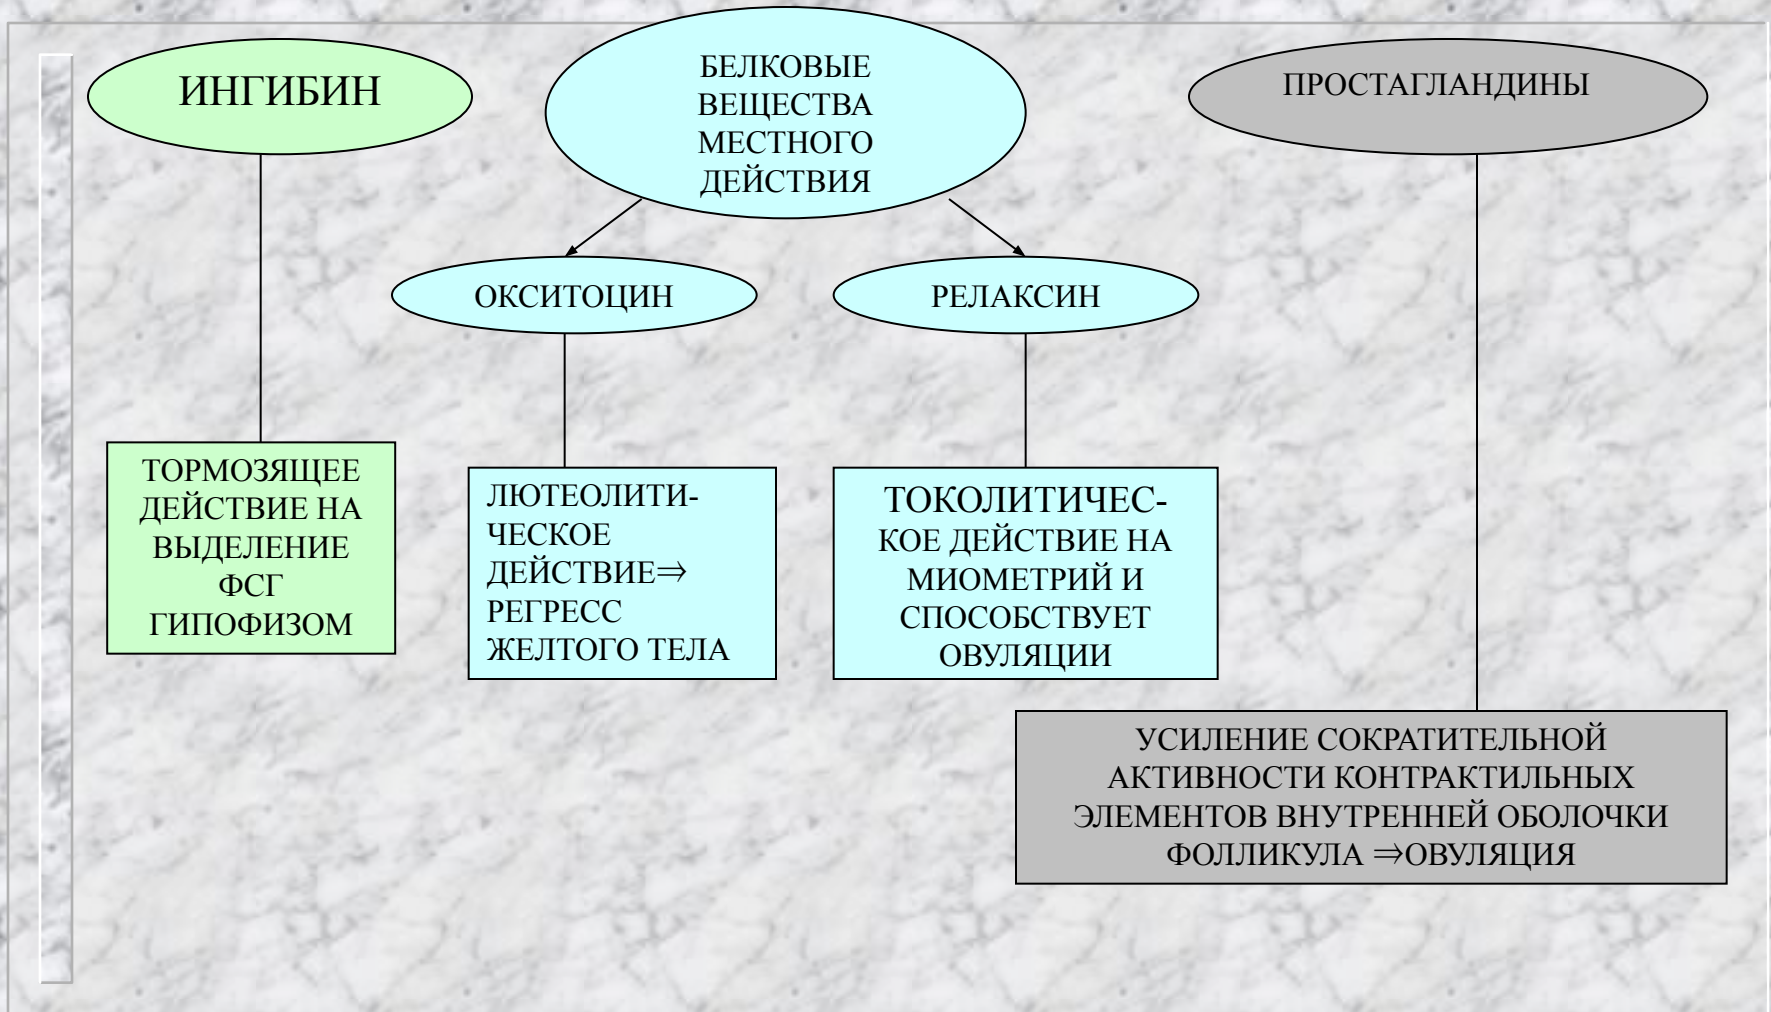 ИНГИБИН
БЕЛКОВЫЕ
ВЕЩЕСТВА
МЕСТНОГО
ДЕЙСТВИЯ
ПРОСТАГЛАНДИНЫ
ОКСИТОЦИН
РЕЛАКСИН
ТОРМОЗЯЩЕЕ
ДЕЙСТВИЕ НА
ВЫДЕЛЕНИЕ
ФСГ
ГИПОФИЗОМ
ЛЮТЕОЛИТИ-
ЧЕСКОЕ
ДЕЙСТВИЕ⇒
РЕГРЕСС
ЖЕЛТОГО ТЕЛА
ТОКОЛИТИЧЕС-
КОЕ ДЕЙСТВИЕ НА
МИОМЕТРИЙ И
СПОСОБСТВУЕТ
ОВУЛЯЦИИ
УСИЛЕНИЕ СОКРАТИТЕЛЬНОЙ
АКТИВНОСТИ КОНТРАКТИЛЬНЫХ
ЭЛЕМЕНТОВ ВНУТРЕННЕЙ ОБОЛОЧКИ
ФОЛЛИКУЛА ⇒ОВУЛЯЦИЯ